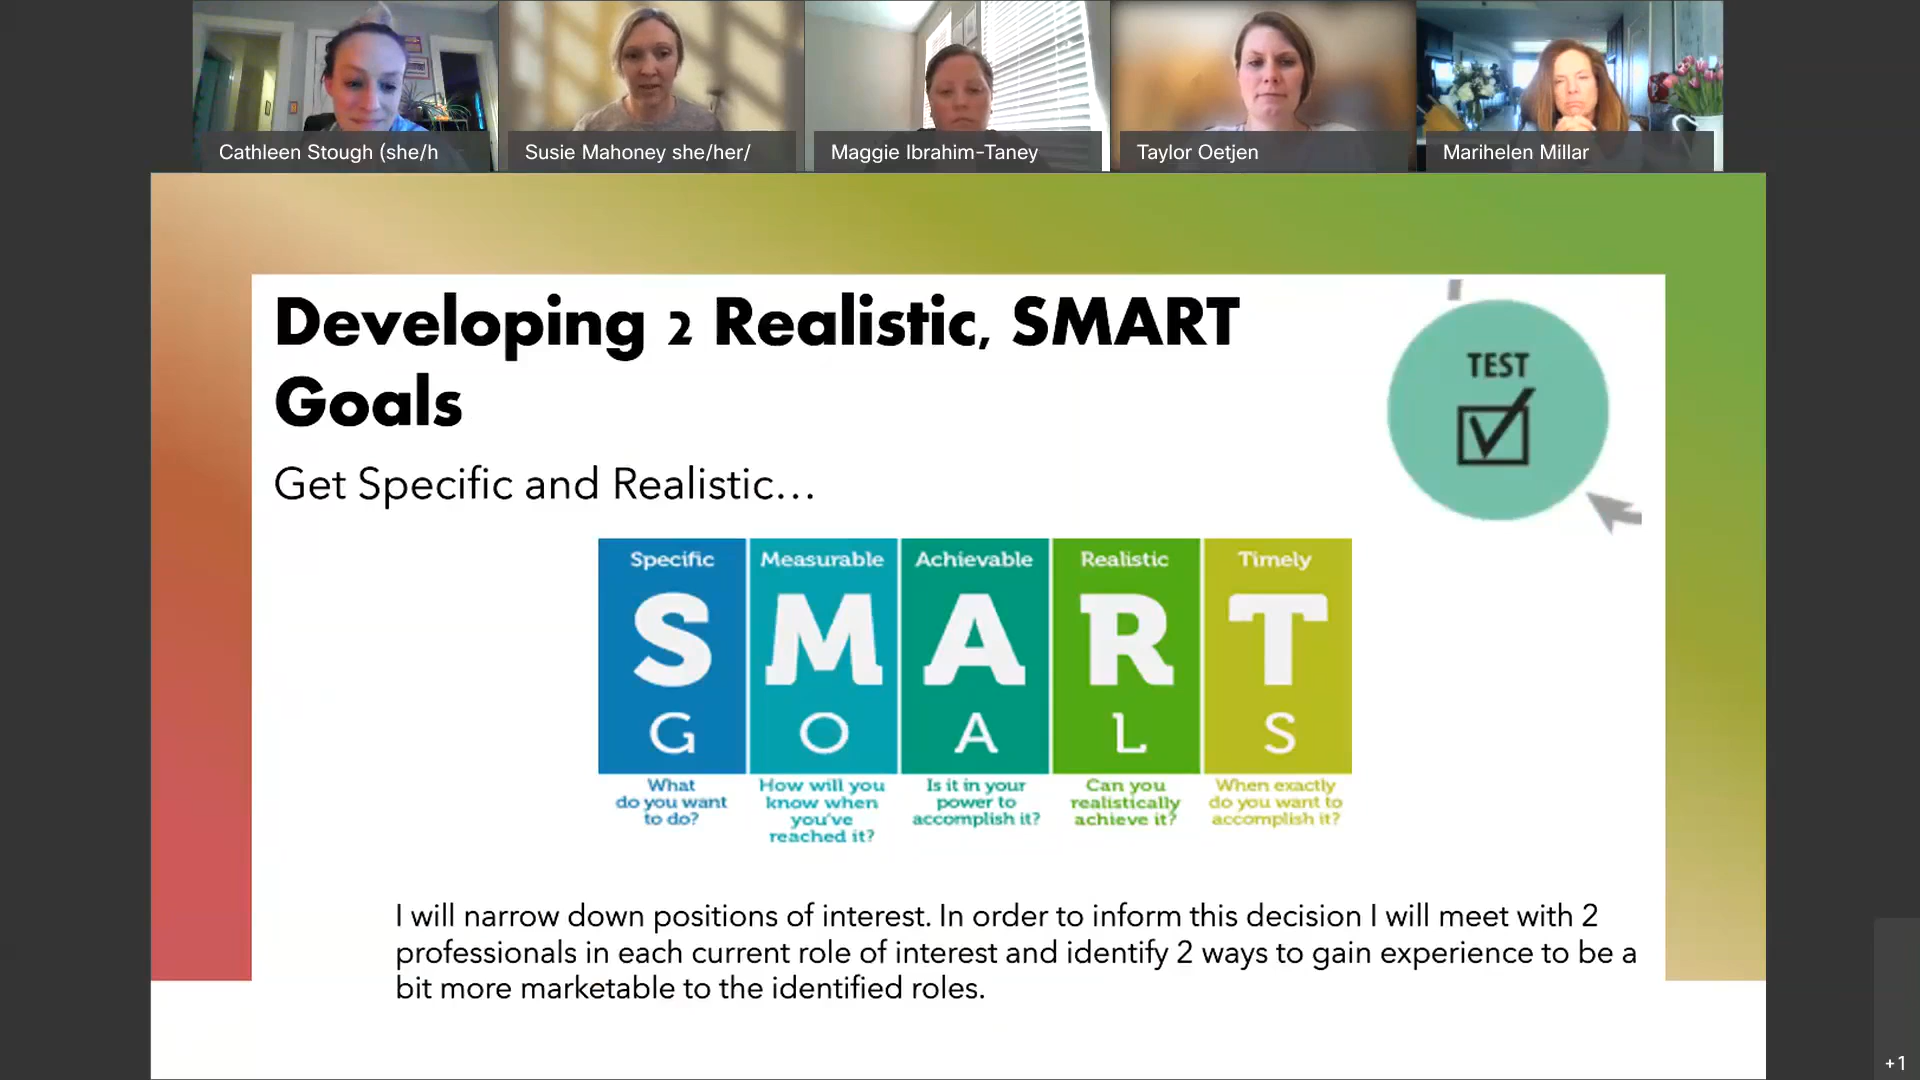 Cathleen Stough (she/h
Susie Mahoney she/her/
Maggie Ibrahim-Taney
Taylor Oetjen
Marihelen Millar
Developing 2 Realistic, SMART
Goals
TEST
Get Specific and Realistic...
Specific
Measurable
Achievable
Realistic
Timely
S M A R T
G O A L S
What
do you want
to do?
How will you
know when
you've
reached it?
Is it in your
power to
accomplish it?
Can you
realistically
achieve it?
When exactly
do you want to
accomplish it?
I will narrow down positions of interest. In order to inform this decision I will meet with 2
professionals in each current role of interest and identify 2 ways to gain experience to be a
bit more marketable to the identified roles.
+1